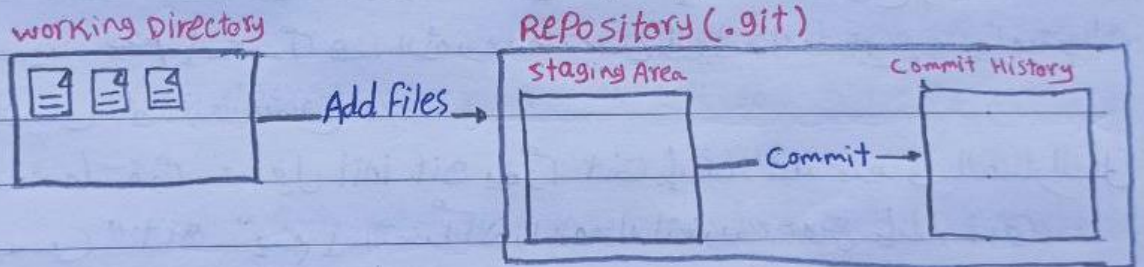 working Directory
Repository (.git)
Staging Area
Commit History
Add Files
Commit